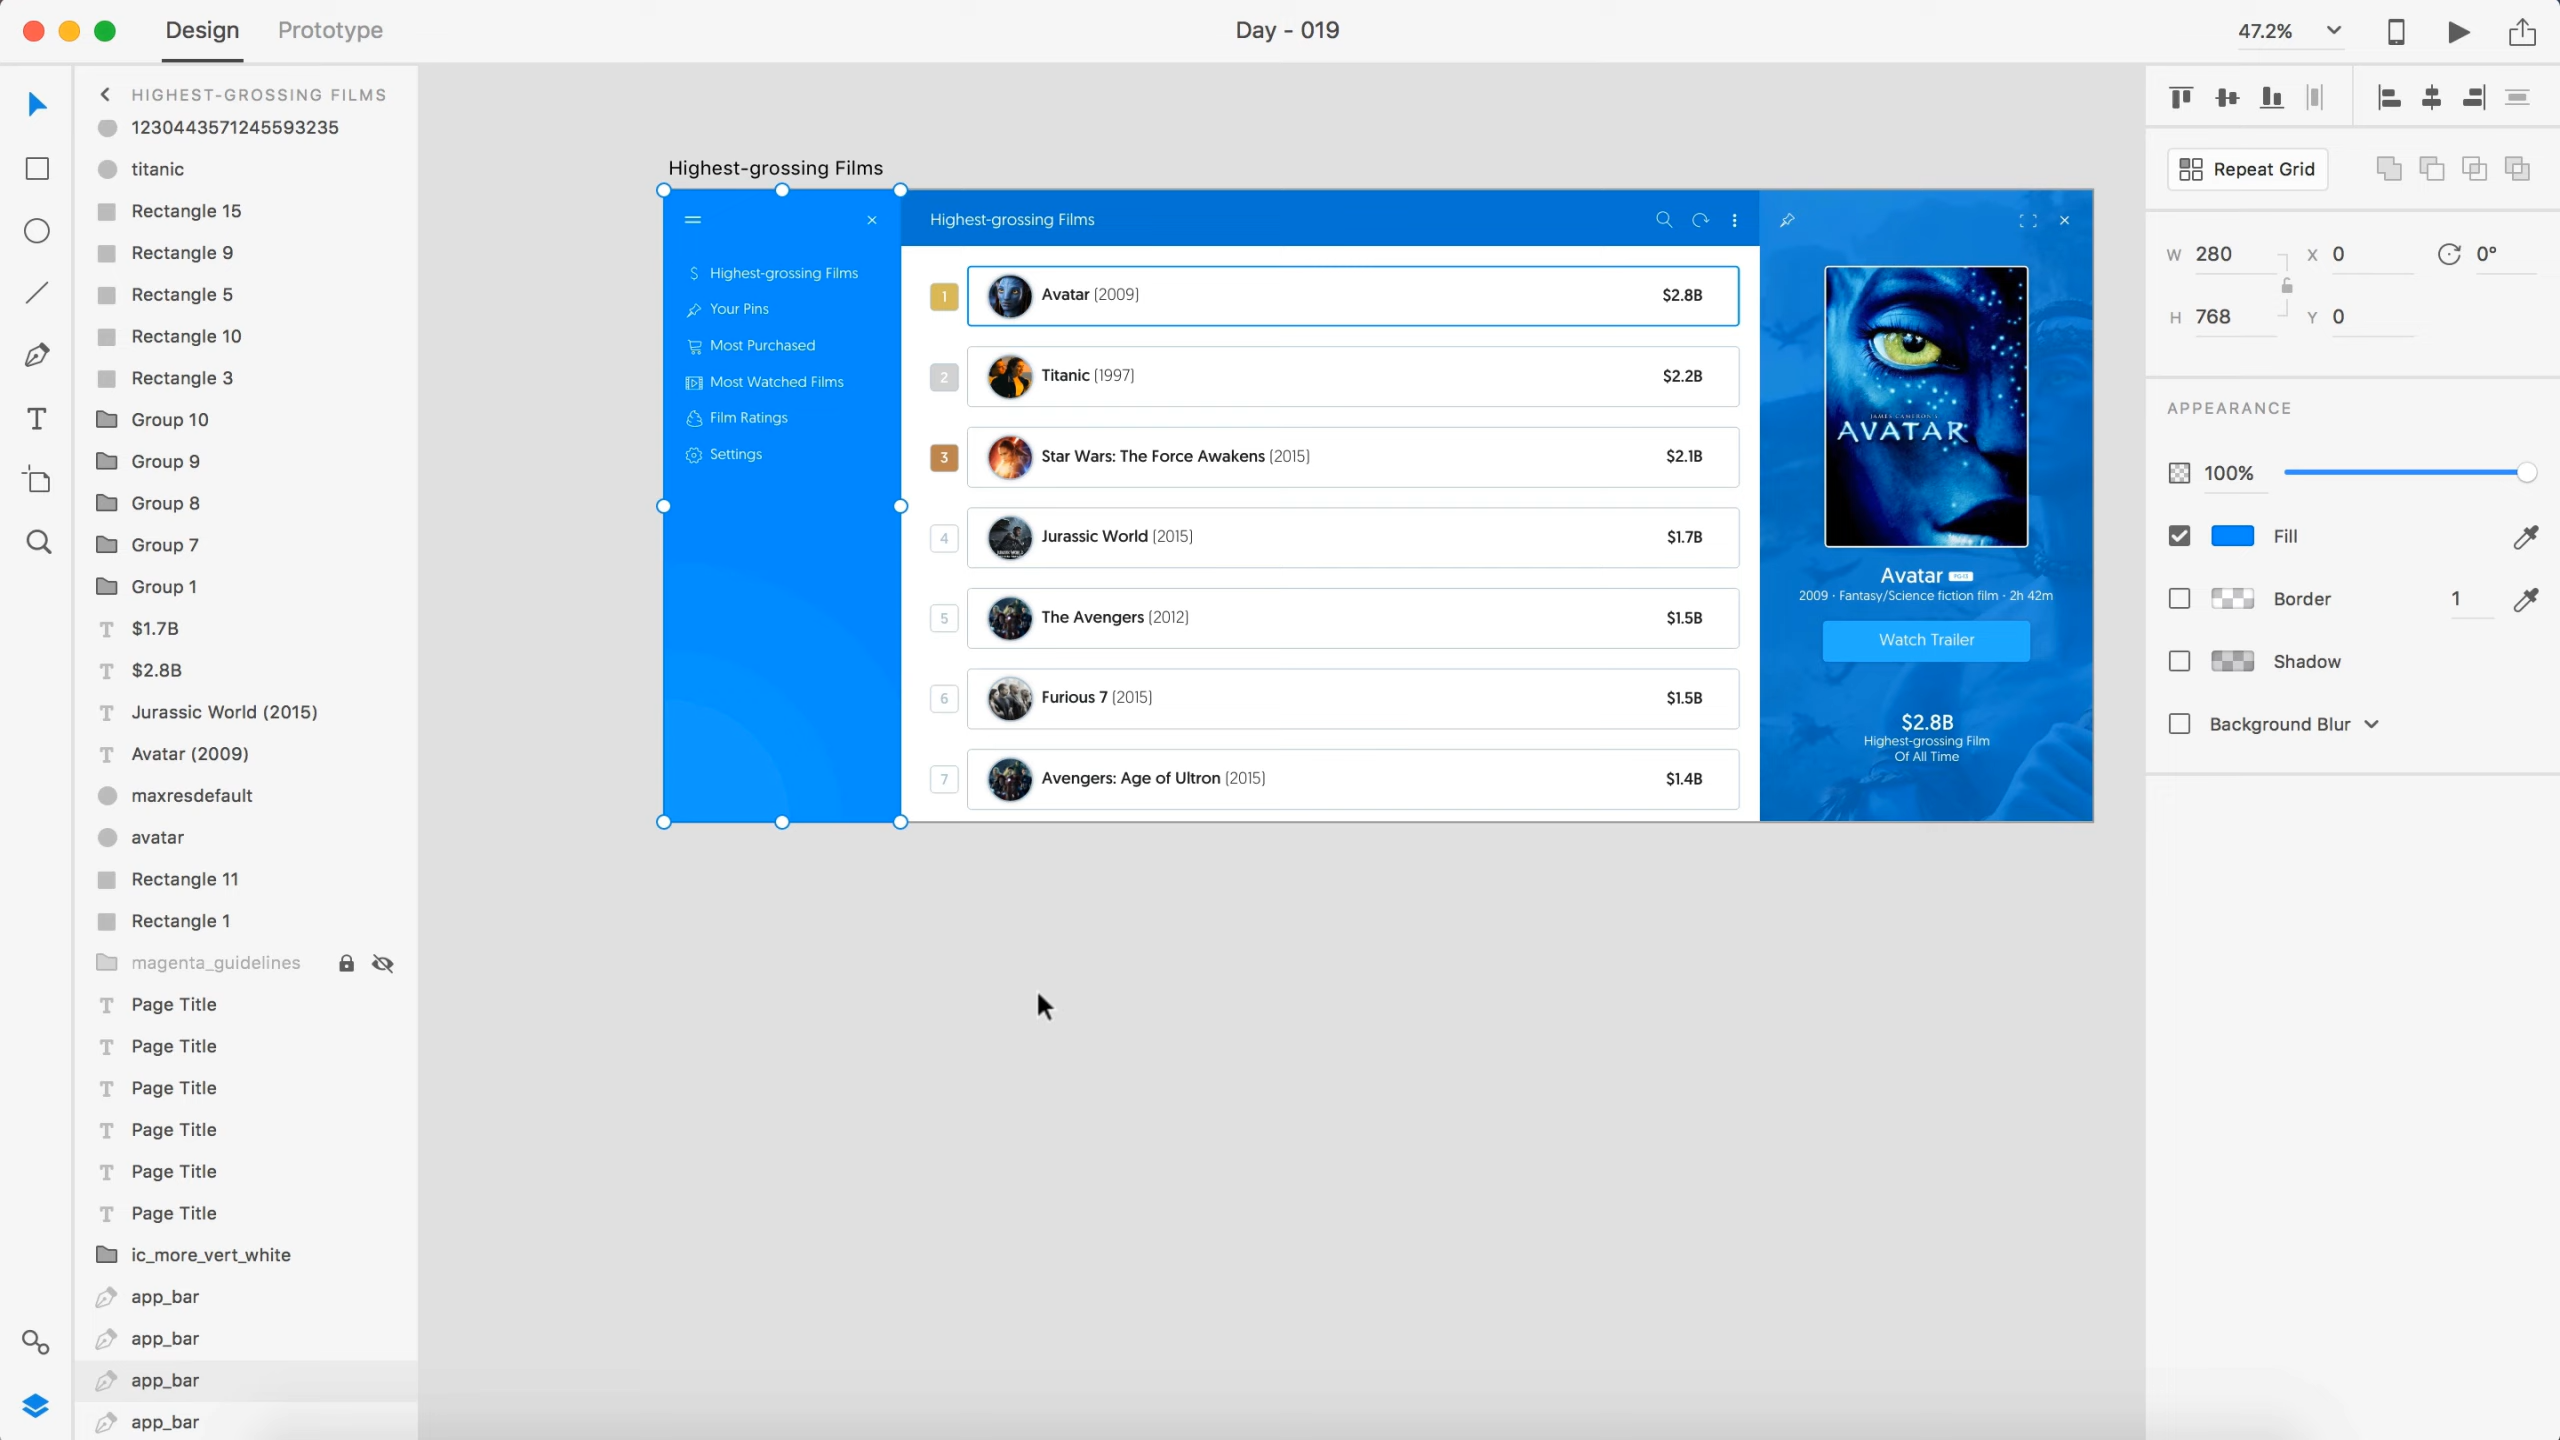 Design
Prototype
Day - 019
47.2%
HIGHEST-GROSSING FILMS
1230443571245593235
titanic
Rectangle 15
Rectangle 9
Rectangle 5
Rectangle 10
Rectangle 3
Group 10
Group 9
Group 8
Group 7
Group 1
$1.7B
$2.8B
Jurassic World (2015)
Avatar (2009)
maxresdefault
avatar
Rectangle 11
Rectangle 1
magenta_guidelines
Page Title
Page Title
Page Title
Page Title
Page Title
Page Title
ic_more_vert_white
app_bar
app_bar
app_bar
app_bar
Highest-grossing Films
Highest-grossing Films
Your Pins
Most Purchased
Most Watched Films
Film Ratings
Settings
Highest-grossing Films
1 Avatar (2009) $2.8B
2 Titanic (1997) $2.2B
3 Star Wars: The Force Awakens (2015) $2.1B
4 Jurassic World (2015) $1.7B
5 The Avengers (2012) $1.5B
6 Furious 7 (2015) $1.5B
7 Avengers: Age of Ultron (2015) $1.4B
JAMES CAMERON'S
AVATAR
Avatar PG-13
2009 · Fantasy/Science fiction film · 2h 42m
Watch Trailer
$2.8B
Highest-grossing Film
Of All Time
Repeat Grid
W 280 X 0 0°
H 768 Y 0
APPEARANCE
100%
Fill
Border 1
Shadow
Background Blur